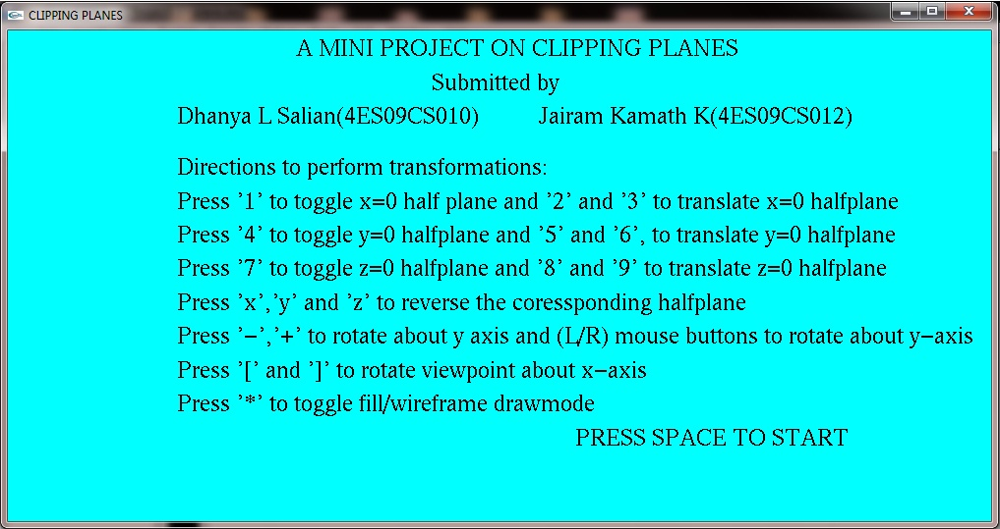 CLIPPING PLANES
A MINI PROJECT ON CLIPPING PLANES
Submitted by
Dhanya L Salian(4ES09CS010) Jairam Kamath K(4ES09CS012)
Directions to perform transformations:
Press '1' to toggle x=0 half plane and '2' and '3' to translate x=0 halfplane
Press '4' to toggle y=0 halfplane and '5' and '6', to translate y=0 halfplane
Press '7' to toggle z=0 halfplane and '8' and '9' to translate z=0 halfplane
Press 'x','y' and 'z' to reverse the coressponding halfplane
Press '−','+' to rotate about y axis and (L/R) mouse buttons to rotate about y−axis
Press '[' and ']' to rotate viewpoint about x−axis
Press '*' to toggle fill/wireframe drawmode
PRESS SPACE TO START